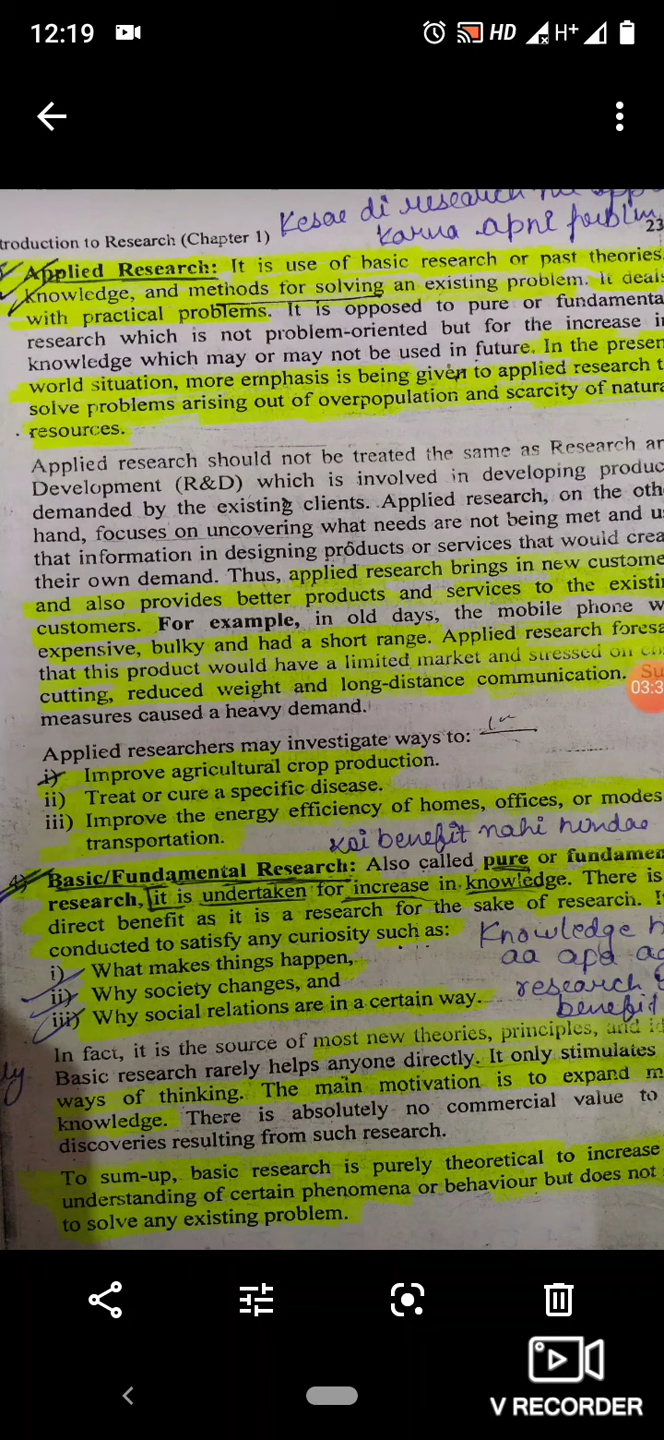 12:19
HD
H+
Kesae di research
karna apni problm
troduction to Research (Chapter 1)
23
Applied Research: It is use of basic research or past theories,
knowledge, and methods for solving an existing problem. It deals
with practical problems. It is opposed to pure or fundamenta
research which is not problem-oriented but for the increase i
knowledge which may or may not be used in future. In the presen
world situation, more emphasis is being given to applied research t
solve problems arising out of overpopulation and scarcity of natura
resources.
Applied research should not be treated the same as Research an
Development (R&D) which is involved in developing produc
demanded by the existing clients. Applied research, on the oth
hand, focuses on uncovering what needs are not being met and u
that information in designing products or services that would crea
their own demand. Thus, applied research brings in new custome
and also provides better products and services to the existi
customers. For example, in old days, the mobile phone w
expensive, bulky and had a short range. Applied research foresa
that this product would have a limited market and stressed on
cutting, reduced weight and long-distance communication. Su
03:3
measures caused a heavy demand.
Applied researchers may investigate ways to:
i) Improve agricultural crop production.
ii) Treat or cure a specific disease.
iii) Improve the energy efficiency of homes, offices, or modes
transportation.
koi benefit nahi hundae
Basic/Fundamental Research: Also called pure or fundamen
research, it is undertaken for increase in knowledge. There is
direct benefit as it is a research for the sake of research. I
conducted to satisfy any curiosity such as:
Knowledge
i) What makes things happen,
aa apa
ii) Why society changes, and
research
iii) Why social relations are in a certain way.
benefit
In fact, it is the source of most new theories, principles, and i
Basic research rarely helps anyone directly. It only stimulates
ways of thinking. The main motivation is to expand m
knowledge. There is absolutely no commercial value to
discoveries resulting from such research.
To sum-up, basic research is purely theoretical to increase
understanding of certain phenomena or behaviour but does not
to solve any existing problem.
V RECORDER